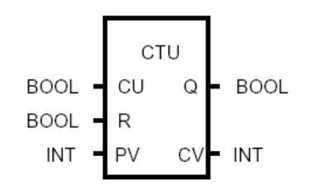 CTU
BOOL CU Q BOOL
BOOL R
INT PV CV INT